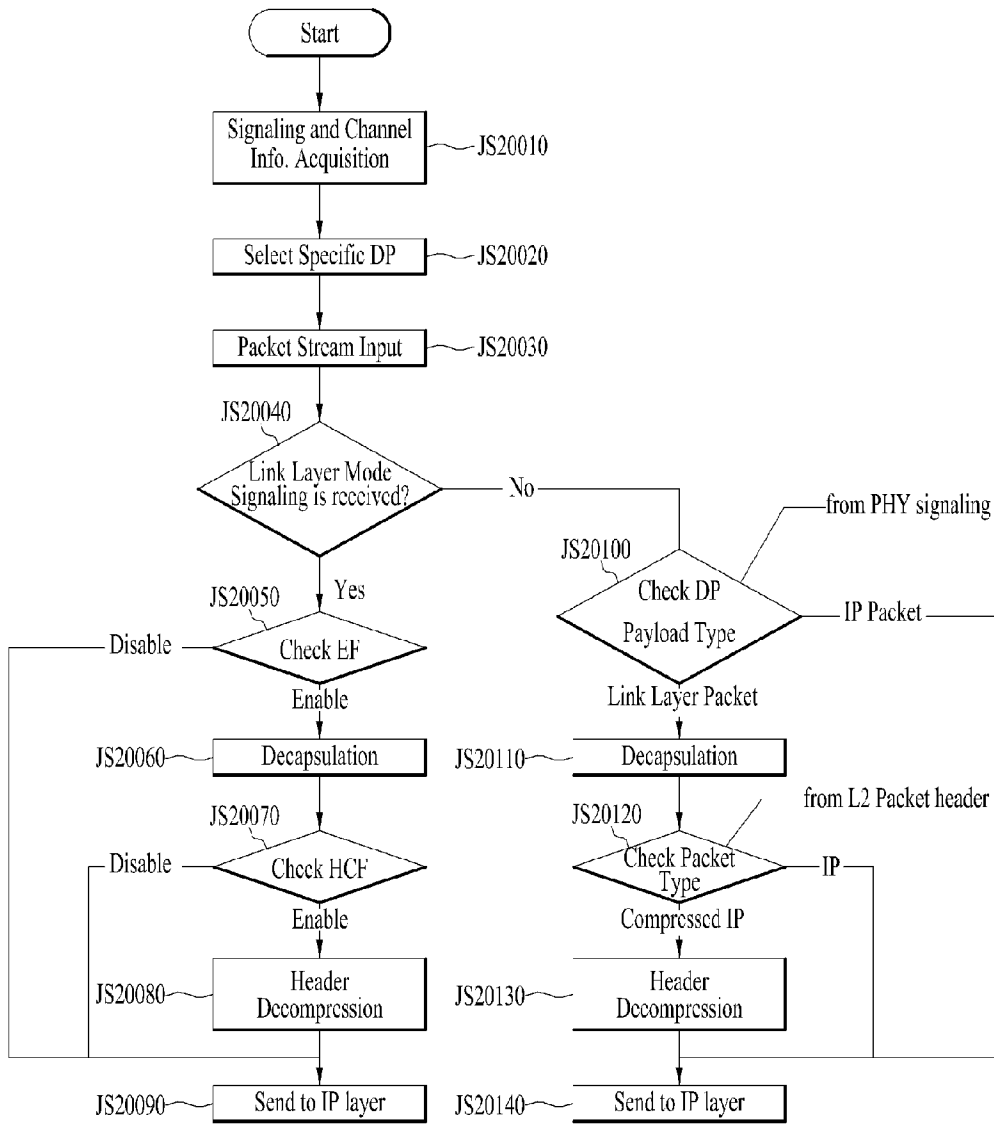 Start
Signaling and Channel
Info. Acquisition
JS20010
Select Specific DP
JS20020
Packet Stream Input
JS20030
JS20040
Link Layer Mode
Signaling is received?
No
from PHY signaling
JS20100
Check DP
Payload Type
IP Packet
Yes
JS20050
Disable
Check EF
Enable
Link Layer Packet
JS20060
Decapsulation
JS20110
Decapsulation
from L2 Packet header
JS20070
JS20120
Disable
Check HCF
Check Packet
Type
IP
Enable
Compressed IP
JS20080
Header
Decompression
JS20130
Header
Decompression
JS20090
Send to IP layer
JS20140
Send to IP layer